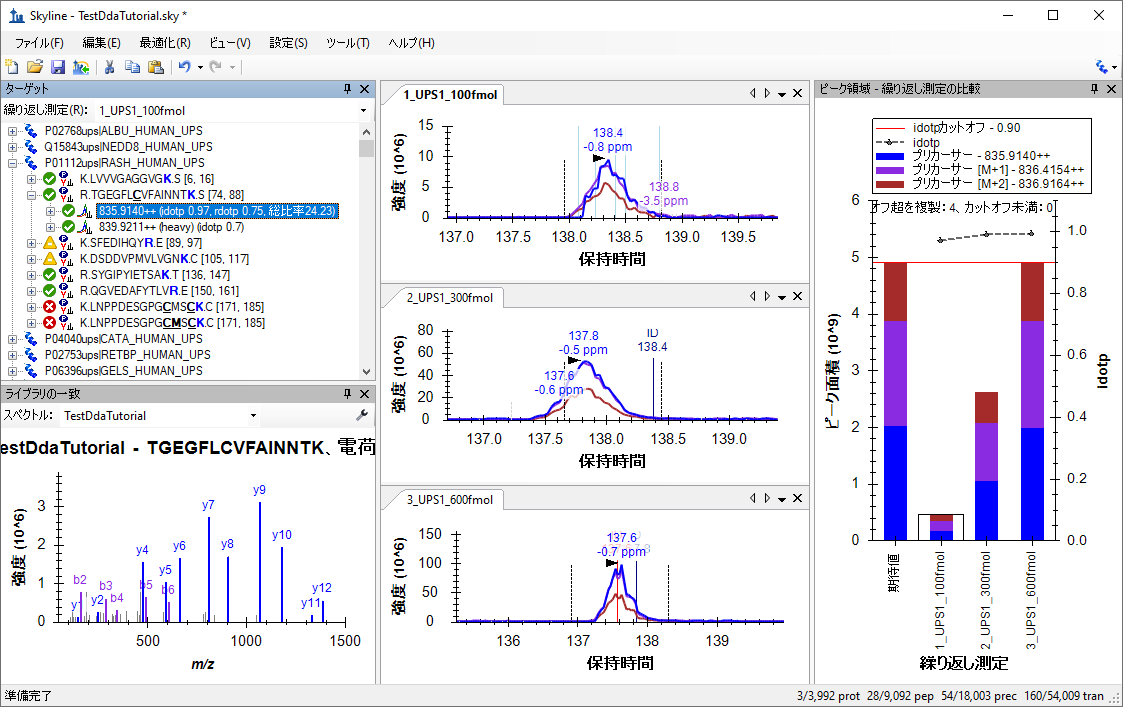 Skyline - TestDdaTutorial.sky *
ファイル(F) 編集(E) 最適化(R) ビュー(V) 設定(S) ツール(T) ヘルプ(H)
ターゲット
繰り返し測定(R): 1_UPS1_100fmol
P02768ups|ALBU_HUMAN_UPS
Q15843ups|NEDD8_HUMAN_UPS
P01112ups|RASH_HUMAN_UPS
K.LVVVGAGGVGK.S [6, 16]
R.TGEGFLCVFAINNTK.S [74, 88]
835.9140++ (idotp 0.97, rdotp 0.75, 総比率24.23)
839.9211++ (heavy) (idotp 0.7)
K.SFEDIHQYR.E [89, 97]
K.DSDDVPMVLVGNK.C [105, 117]
R.SYGIPYIETSAK.T [136, 147]
R.QGVEDAFYTLVR.E [150, 161]
K.LNPPDESGPGCMSCK.C [171, 185]
K.LNPPDESGPGCMSCK.C [171, 185]
P04040ups|CATA_HUMAN_UPS
P02753ups|RETBP_HUMAN_UPS
P06396ups|GELS_HUMAN_UPS
ライブラリの一致
スペクトル: TestDdaTutorial
estDdaTutorial - TGEGFLCVFAINNTK、電荷
強度 (10^6)
3
2
1
0
y1 b2 y2 b3 b4 y4 b5 y5 b6 y6 y7 y8 y9 y10 y11 y12
500 1000 1500
m/z
1_UPS1_100fmol
強度 (10^6)
15
10
5
0
138.4
-0.8 ppm
138.8
-3.5 ppm
137.0 137.5 138.0 138.5 139.0 139.5
保持時間
2_UPS1_300fmol
強度 (10^6)
80
60
40
20
0
137.8
-0.5 ppm
137.6
-0.6 ppm
ID
138.4
137.0 137.5 138.0 138.5 139.0
保持時間
3_UPS1_600fmol
強度 (10^6)
150
100
50
0
137.6
-0.7 ppm
136 137 138 139
保持時間
ピーク領域 - 繰り返し測定の比較
idotpカットオフ - 0.90
idotp
プリカーサー - 835.9140++
プリカーサー [M+1] - 836.4154++
プリカーサー [M+2] - 836.9164++
オフ超を複製: 4、カットオフ未満: 0
ピーク面積 (10^9)
6
5
4
3
2
1
0
1.0
0.8
0.6
0.4
0.2
0.0
idotp
期待値
1_UPS1_100fmol
2_UPS1_300fmol
3_UPS1_600fmol
繰り返し測定
準備完了
3/3,992 prot 28/9,092 pep 54/18,003 prec 160/54,009 tran